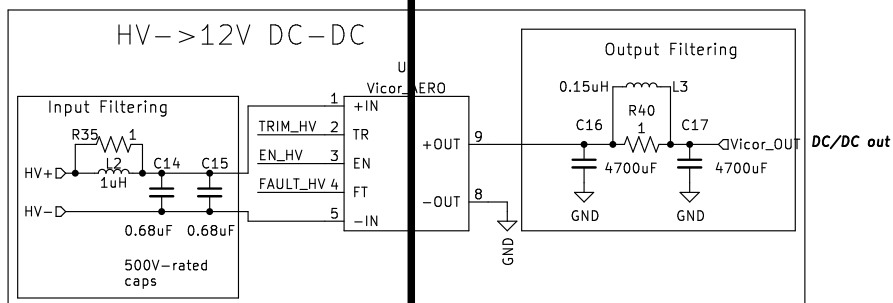 HV->12V DC-DC
Input Filtering
R35
1
L2
1uH
HV+
HV-
C14
C15
0.68uF
0.68uF
500V-rated
caps
TRIM_HV
EN_HV
FAULT_HV
U
1
2
3
4
5
+IN
TR
EN
FT
-IN
+OUT
-OUT
9
8
GND
Output Filtering
0.15uH
L3
R40
1
C16
C17
4700uF
4700uF
GND
GND
Vicor_OUT
DC/DC out